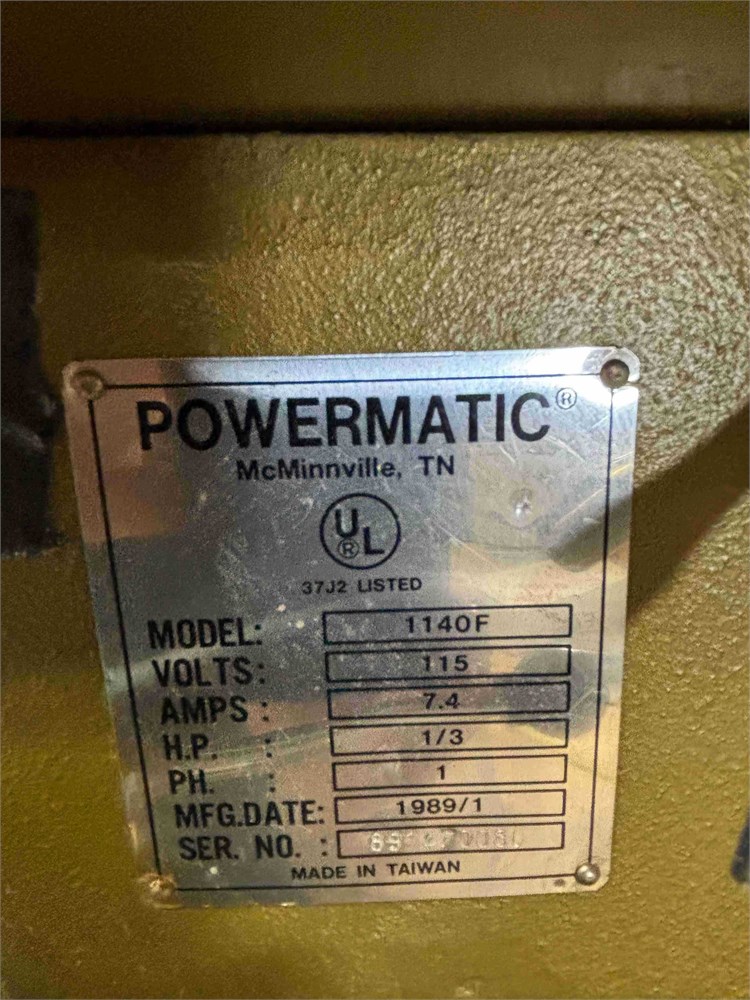 POWERMATIC®
McMinnville, TN
UL®
37J2 LISTED
MODEL: 1140F
VOLTS: 115
AMPS : 7.4
H.P. : 1/3
PH. : 1
MFG.DATE: 1989/1
SER. NO. :
MADE IN TAIWAN